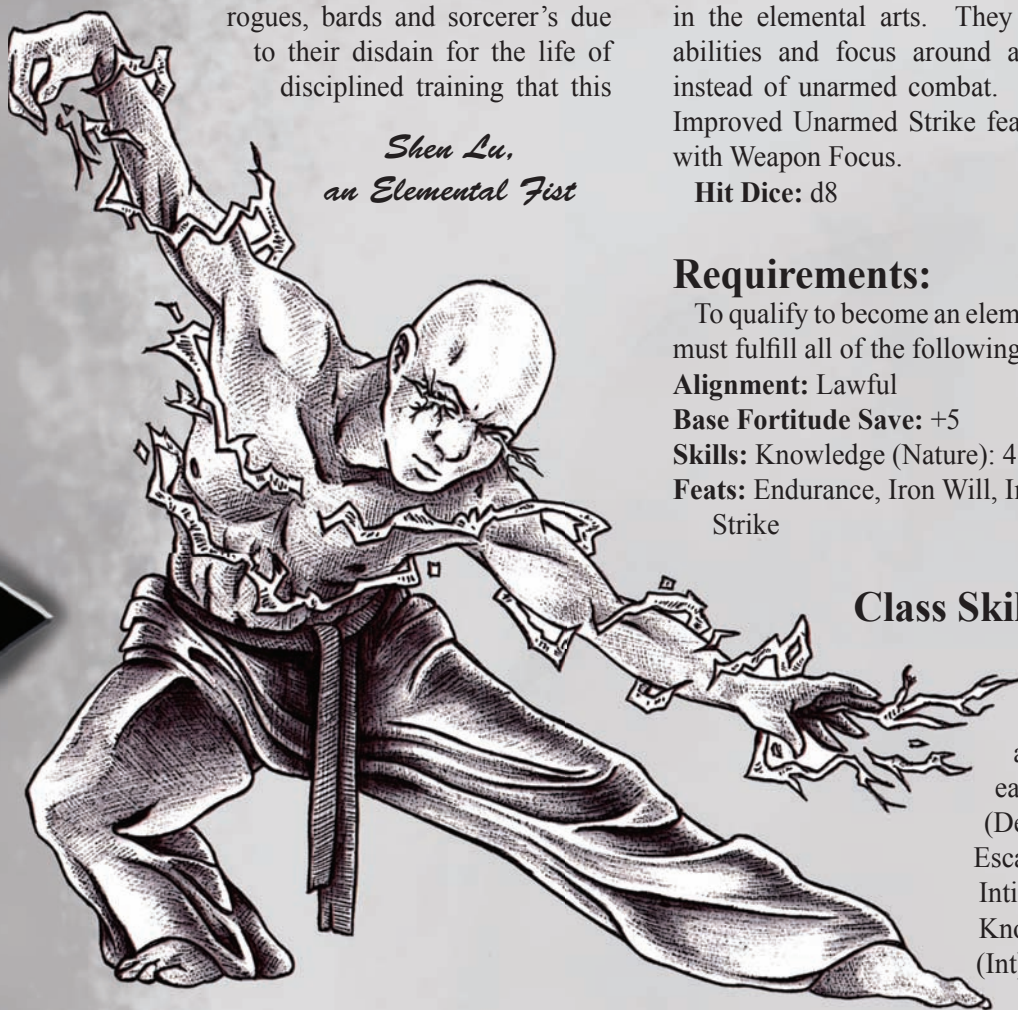 rogues, bards and sorcerer's due
to their disdain for the life of
disciplined training that this
Shen Lu,
an Elemental Fist
in the elemental arts. They
abilities and focus around a
instead of unarmed combat.
Improved Unarmed Strike fea
with Weapon Focus.
Hit Dice: d8
Requirements:
To qualify to become an elem
must fulfill all of the following
Alignment: Lawful
Base Fortitude Save: +5
Skills: Knowledge (Nature): 4
Feats: Endurance, Iron Will, I
Strike
Class Skil
a
ea
(De
Esca
Inti
Kno
(Int